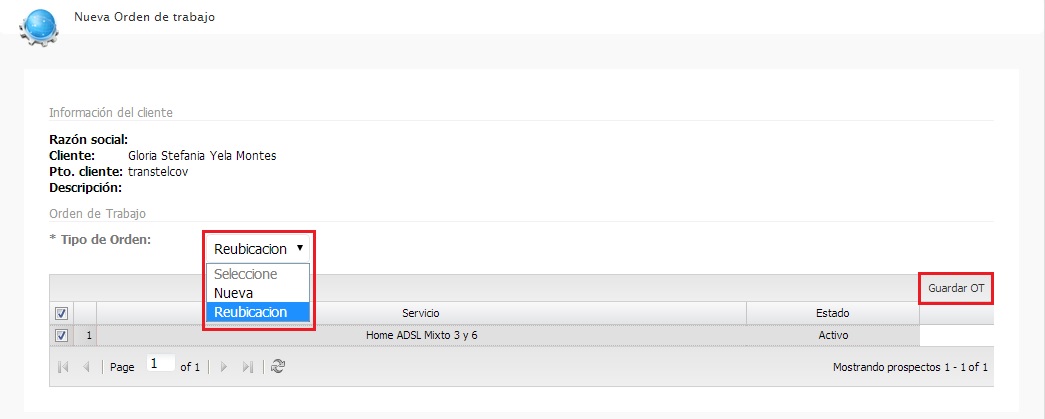 Nueva Orden de trabajo
Información del cliente
Razón social:
Cliente: Gloria Stefania Yela Montes
Pto. cliente: transtelcov
Descripción:
Orden de Trabajo
* Tipo de Orden: Reubicacion
Seleccione
Nueva
Reubicacion
Guardar OT
Servicio Estado
1 Home ADSL Mixto 3 y 6 Activo
Page 1 of 1 Mostrando prospectos 1 - 1 of 1